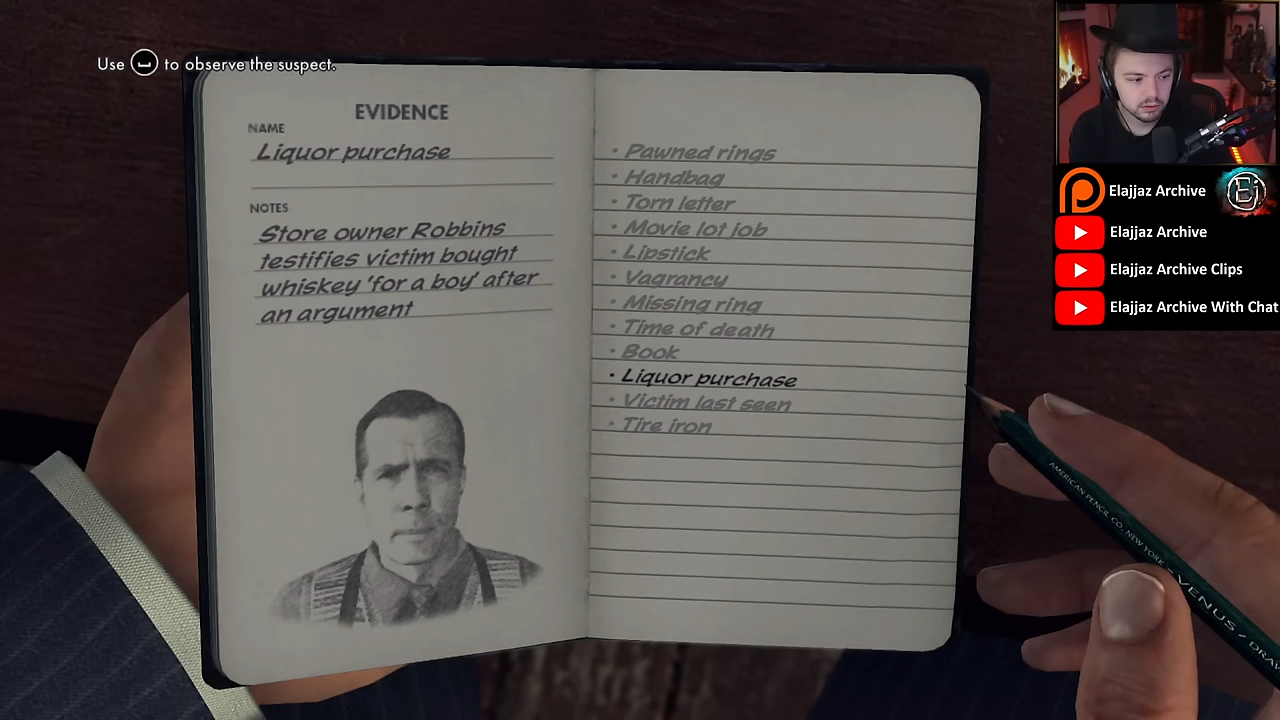 Use to observe the suspect.
EVIDENCE
NAME
Liquor purchase
NOTES
Store owner Robbins
testifies victim bought
whiskey 'for a boy' after
an argument
• Pawned rings
• Handbag
• Torn letter
• Movie lot job
• Lipstick
• Vagrancy
• Missing ring
• Time of death
• Book
• Liquor purchase
• Victim last seen
• Tire iron
AMERICAN PENCIL CO. NEW YORK
VENUS / DRAW
Elajjaz Archive
EJ
Elajjaz Archive
Elajjaz Archive Clips
Elajjaz Archive With Chat